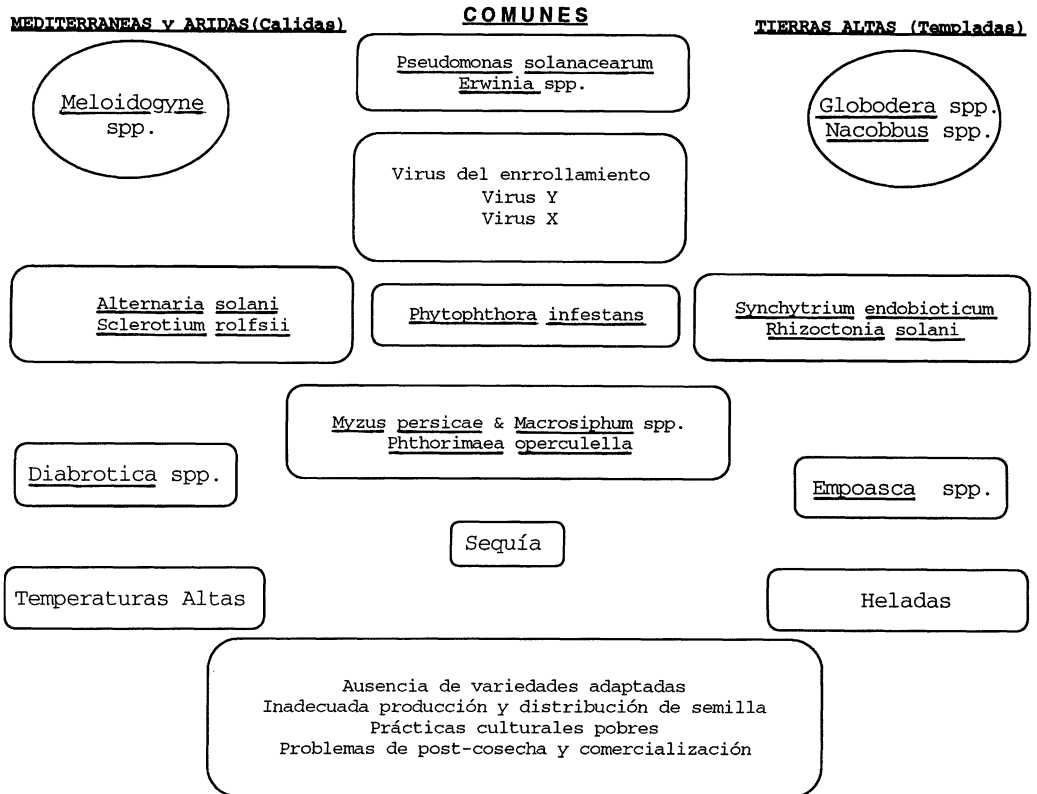 COMUNES
MEDITERRANEAS y ARIDAS(Calidas)
TIERRAS ALTAS (Templadas)
Pseudomonas solanacearum
Erwinia spp.
Meloidogyne
spp.
Globodera spp.
Nacobbus spp.
Virus del enrrollamiento
Virus Y
Virus X
Alternaria solani
Sclerotium rolfsii
Phytophthora infestans
Synchytrium endobioticum
Rhizoctonia solani
Myzus persicae & Macrosiphum spp.
Phthorimaea operculella
Diabrotica spp.
Empoasca spp.
Sequía
Temperaturas Altas
Heladas
Ausencia de variedades adaptadas
Inadecuada producción y distribución de semilla
Prácticas culturales pobres
Problemas de post-cosecha y comercialización